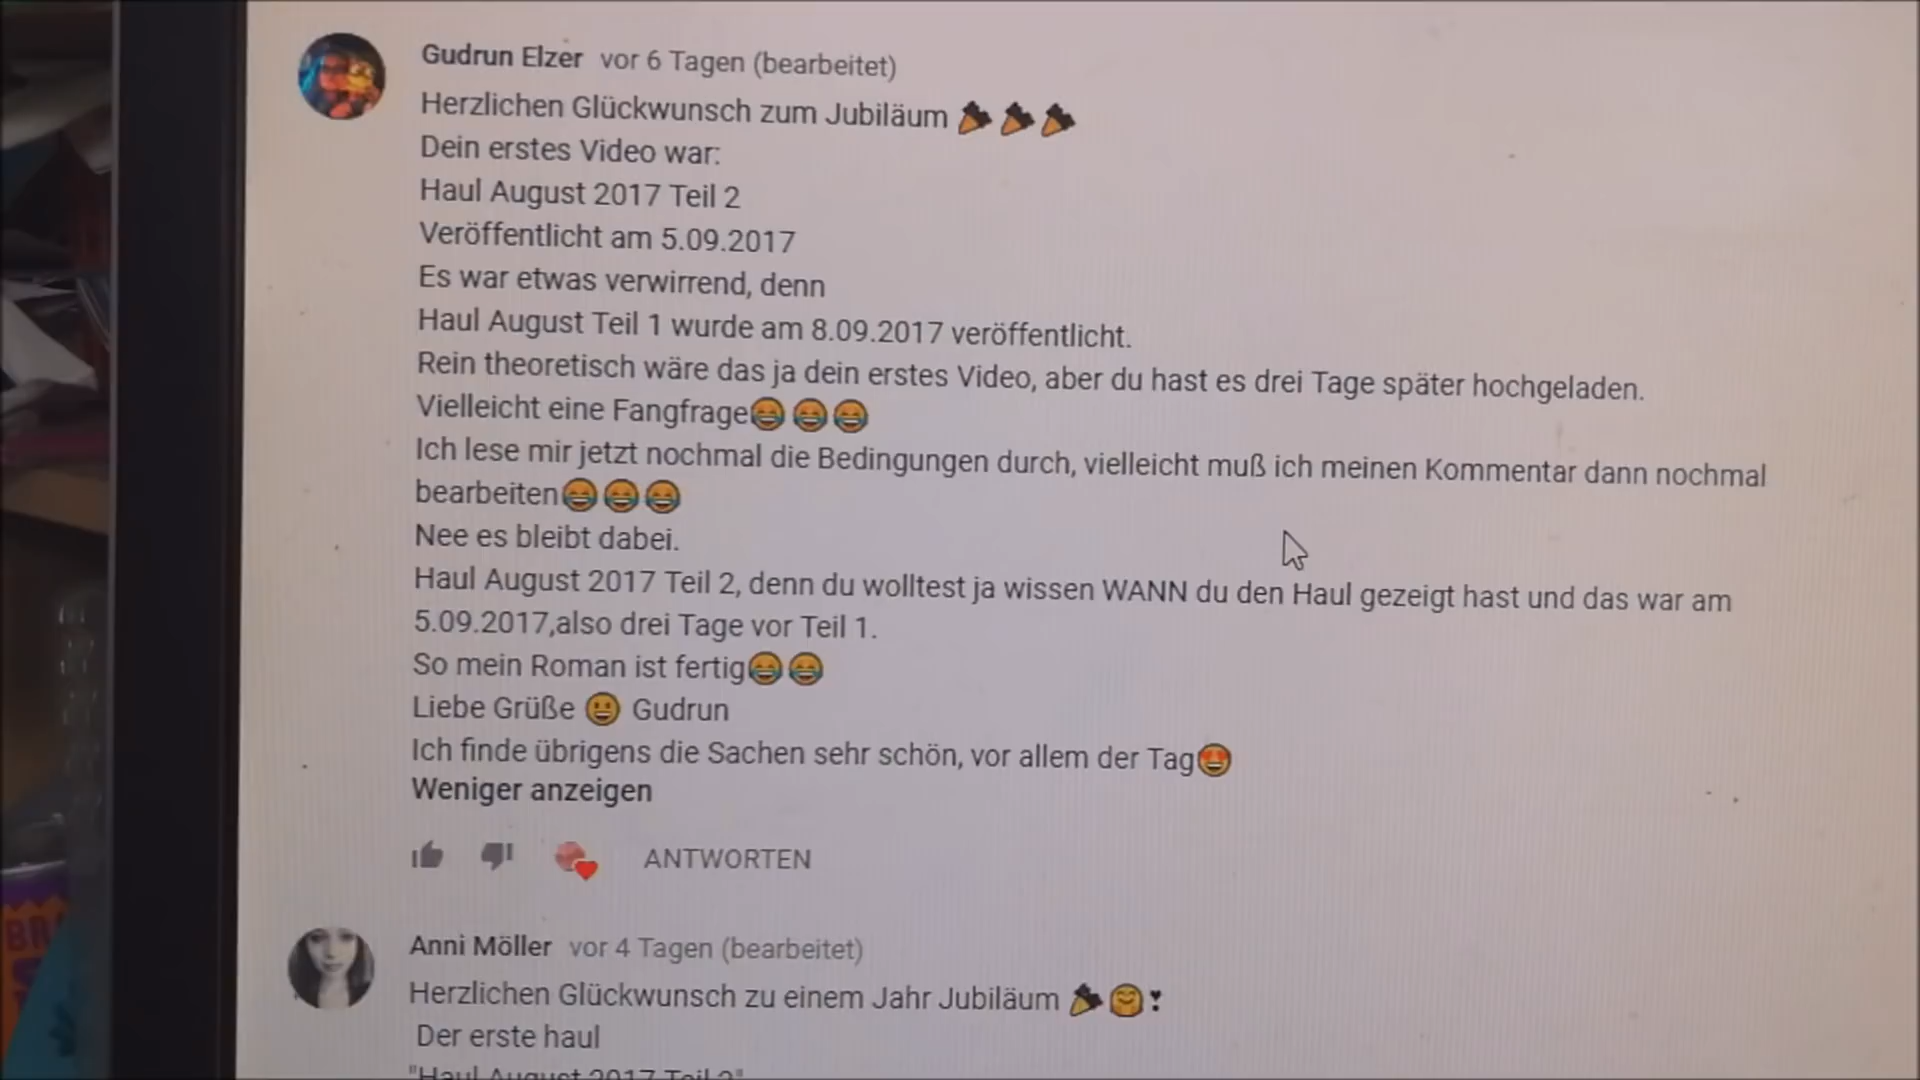 Gudrun Elzer vor 6 Tagen (bearbeitet)
Herzlichen Glückwunsch zum Jubiläum 🎉🎉🎉
Dein erstes Video war:
Haul August 2017 Teil 2
Veröffentlicht am 5.09.2017
Es war etwas verwirrend, denn
Haul August Teil 1 wurde am 8.09.2017 veröffentlicht.
Rein theoretisch wäre das ja dein erstes Video, aber du hast es drei Tage später hochgeladen.
Vielleicht eine Fangfrage😂😂😂
Ich lese mir jetzt nochmal die Bedingungen durch, vielleicht muß ich meinen Kommentar dann nochmal
bearbeiten😂😂😂
Nee es bleibt dabei.
Haul August 2017 Teil 2, denn du wolltest ja wissen WANN du den Haul gezeigt hast und das war am
5.09.2017,also drei Tage vor Teil 1.
So mein Roman ist fertig😂😂
Liebe Grüße 😀 Gudrun
Ich finde übrigens die Sachen sehr schön, vor allem der Tag😍
Weniger anzeigen
ANTWORTEN
Anni Möller vor 4 Tagen (bearbeitet)
Herzlichen Glückwunsch zu einem Jahr Jubiläum 🎉🤗❣
Der erste haul
"Haul August 2017 Teil 2"
BR